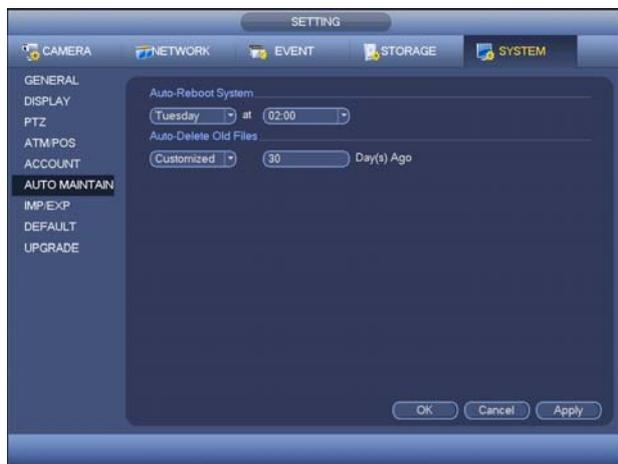 SETTING
CAMERA NETWORK EVENT STORAGE SYSTEM
GENERAL
DISPLAY
PTZ
ATM/POS
ACCOUNT
AUTO MAINTAIN
IMP/EXP
DEFAULT
UPGRADE
Auto-Reboot System
Tuesday at 02:00
Auto-Delete Old Files
Customized 30 Day(s) Ago
OK Cancel Apply